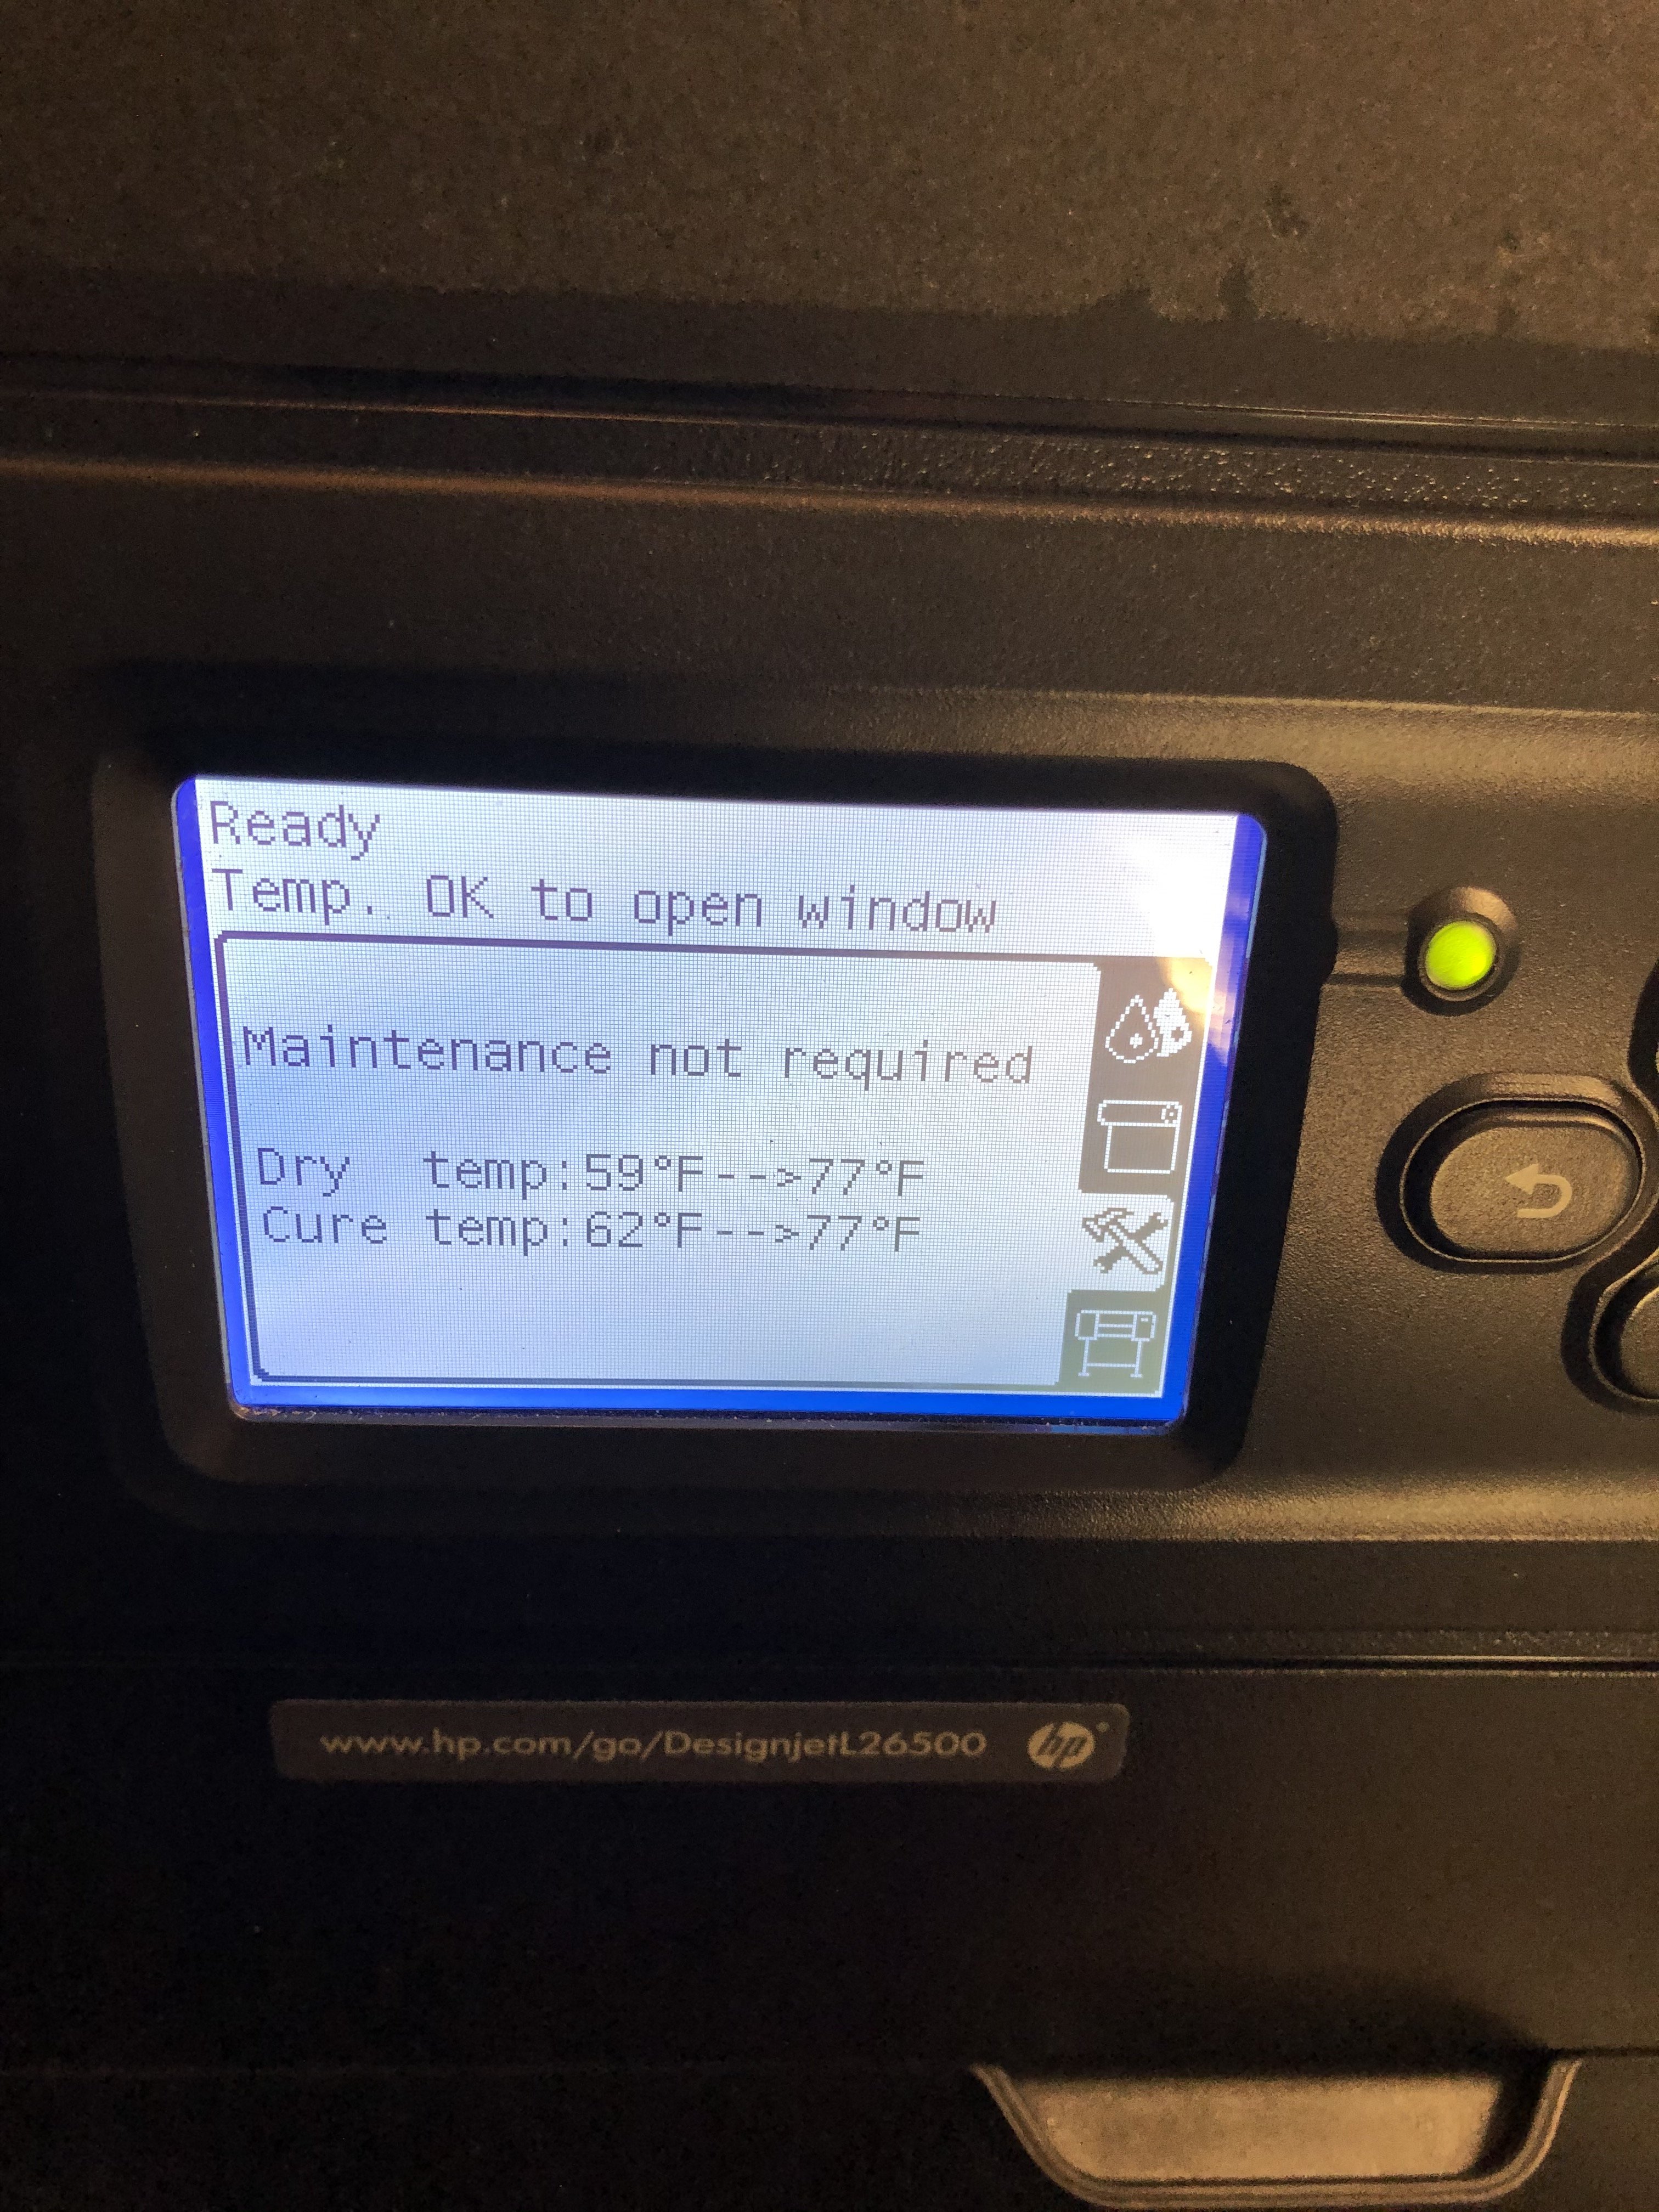 Ready
Temp. OK to open window
Maintenance not required
Dry temp:59°F-->77°F
Cure temp:62°F-->77°F
www.hp.com/go/DesignjetL26500 hp